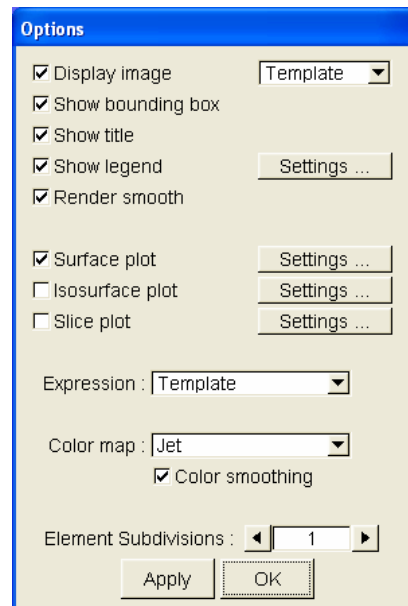 Options
Display image Template
Show bounding box
Show title
Show legend Settings ...
Render smooth
Surface plot Settings ...
Isosurface plot Settings ...
Slice plot Settings ...
Expression : Template
Color map : Jet
Color smoothing
Element Subdivisions : 1
Apply OK